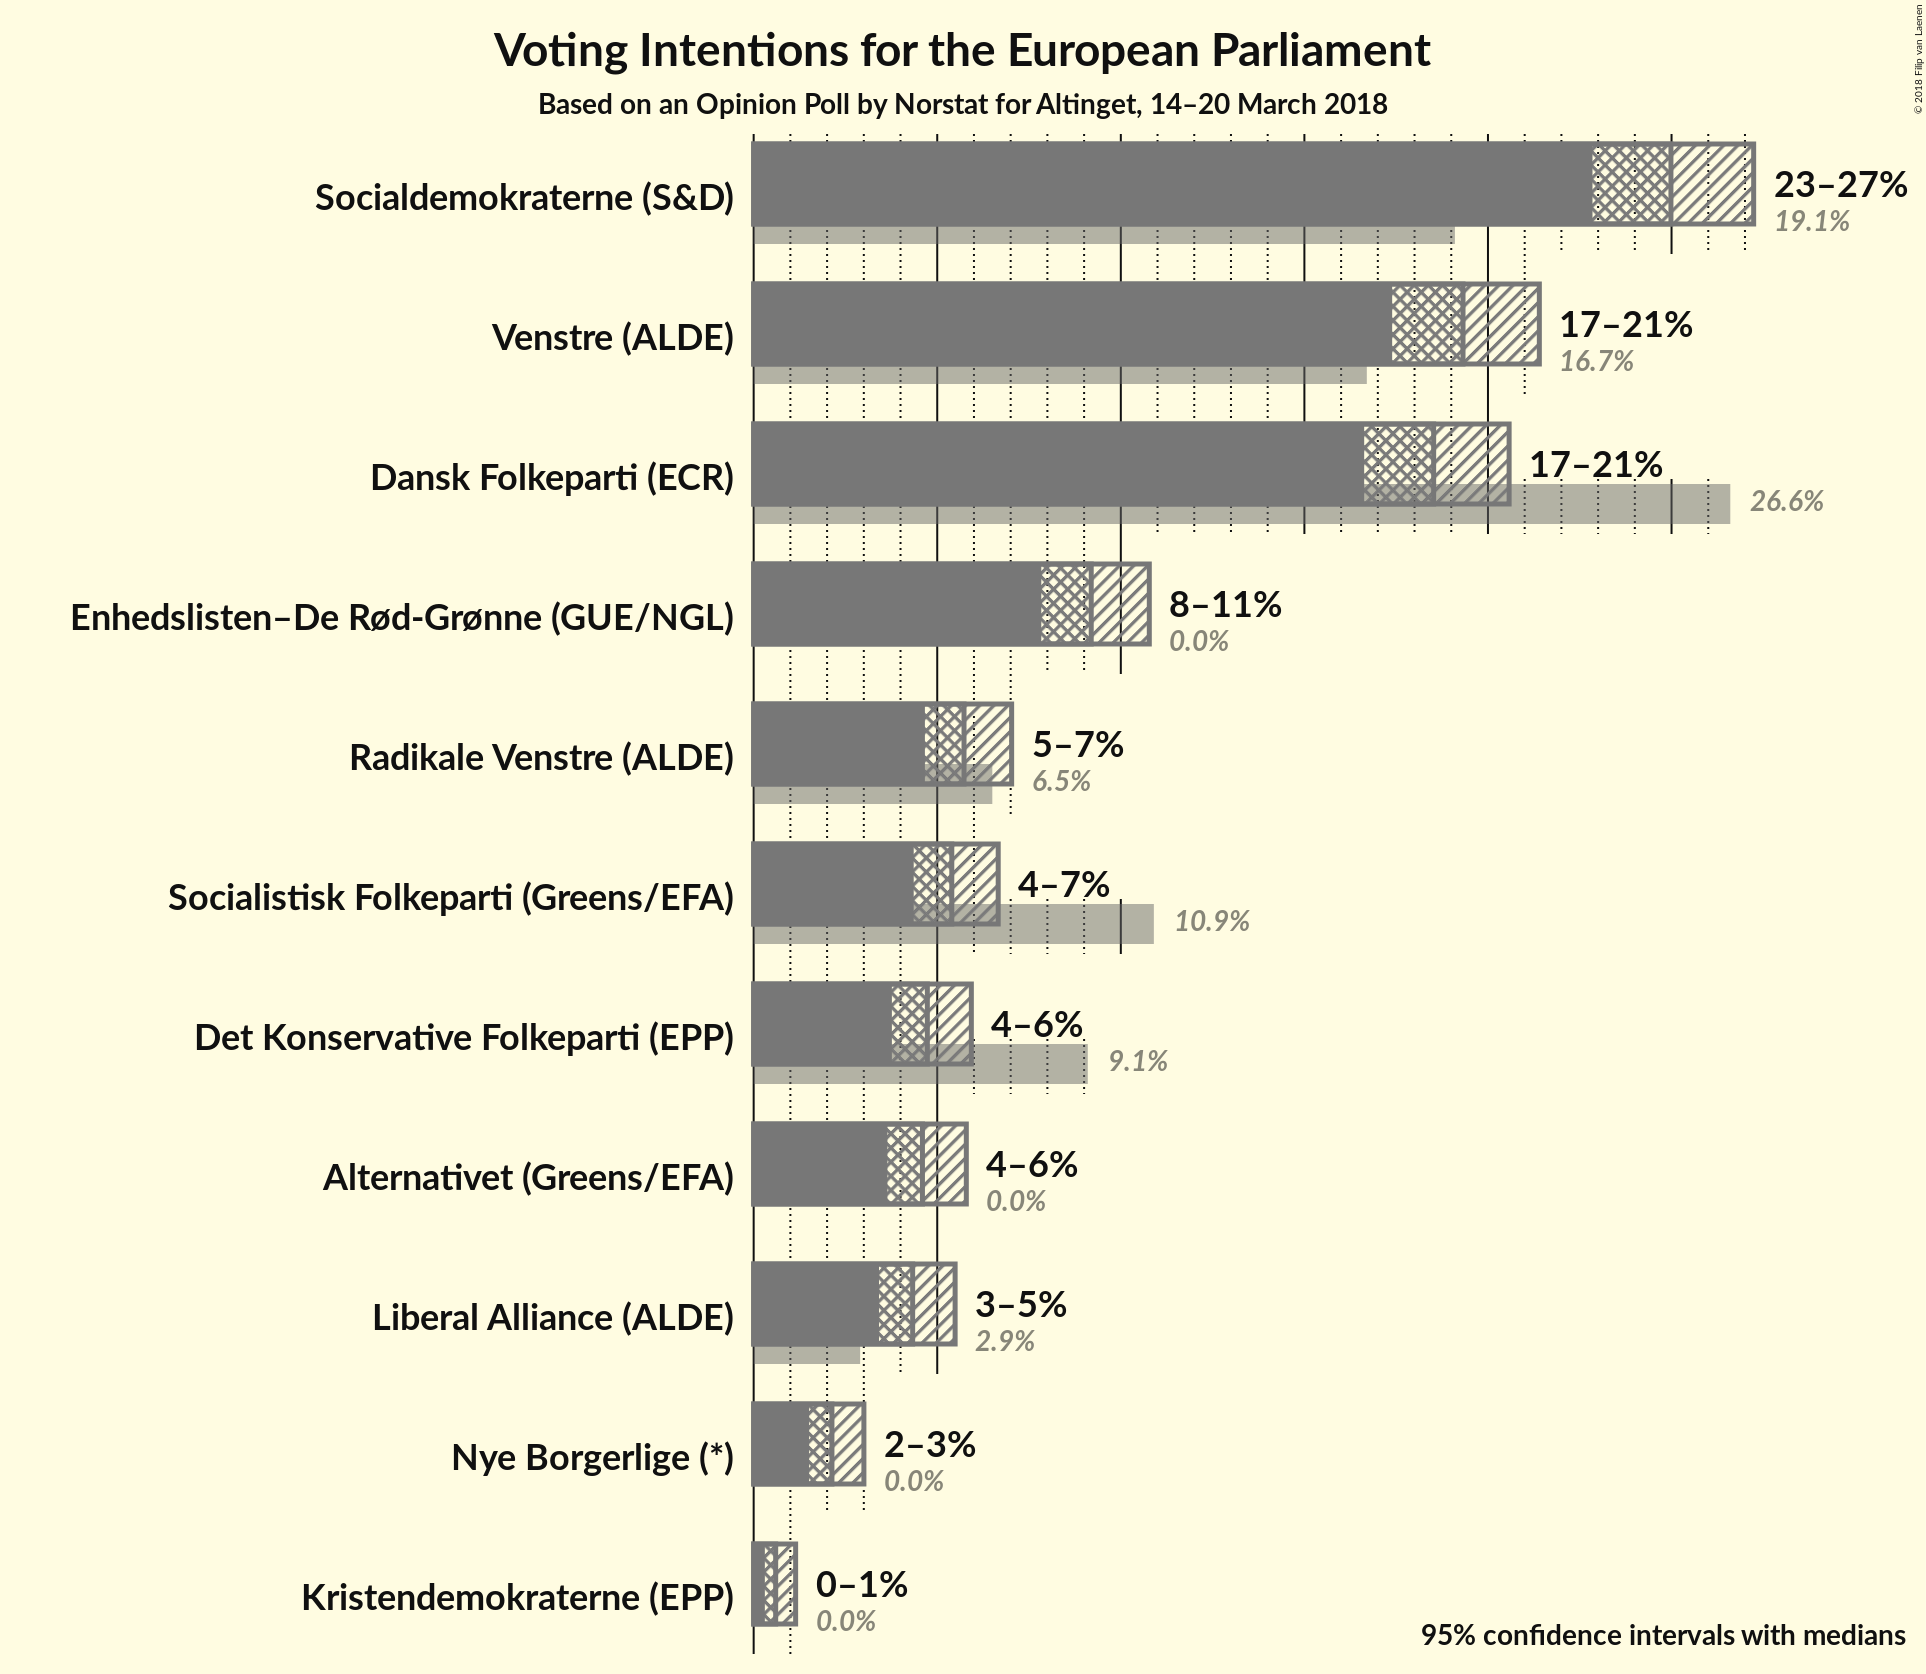 Voting Intentions for the European Parliament
Based on an Opinion Poll by Norstat for Altinget, 14–20 March 2018
© 2018 Filip van Laenen
Socialdemokraterne (S&D)
23–27%
19.1%
Venstre (ALDE)
17–21%
16.7%
Dansk Folkeparti (ECR)
17–21%
26.6%
Enhedslisten–De Rød-Grønne (GUE/NGL)
8–11%
0.0%
Radikale Venstre (ALDE)
5–7%
6.5%
Socialistisk Folkeparti (Greens/EFA)
4–7%
10.9%
Det Konservative Folkeparti (EPP)
4–6%
9.1%
Alternativet (Greens/EFA)
4–6%
0.0%
Liberal Alliance (ALDE)
3–5%
2.9%
Nye Borgerlige (*)
2–3%
0.0%
Kristendemokraterne (EPP)
0–1%
0.0%
95% confidence intervals with medians